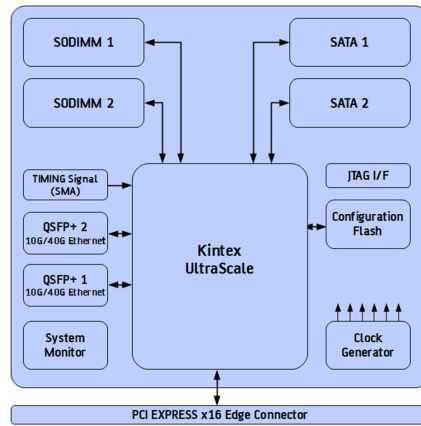 SODIMM 1
SATA 1
SODIMM 2
SATA 2
TIMING Signal
(SMA)
JTAG I/F
QSFP+ 2
10G/40G Ethernet
Configuration
Flash
Kintex
UltraScale
QSFP+ 1
10G/40G Ethernet
System
Monitor
Clock
Generator
PCI EXPRESS x16 Edge Connector